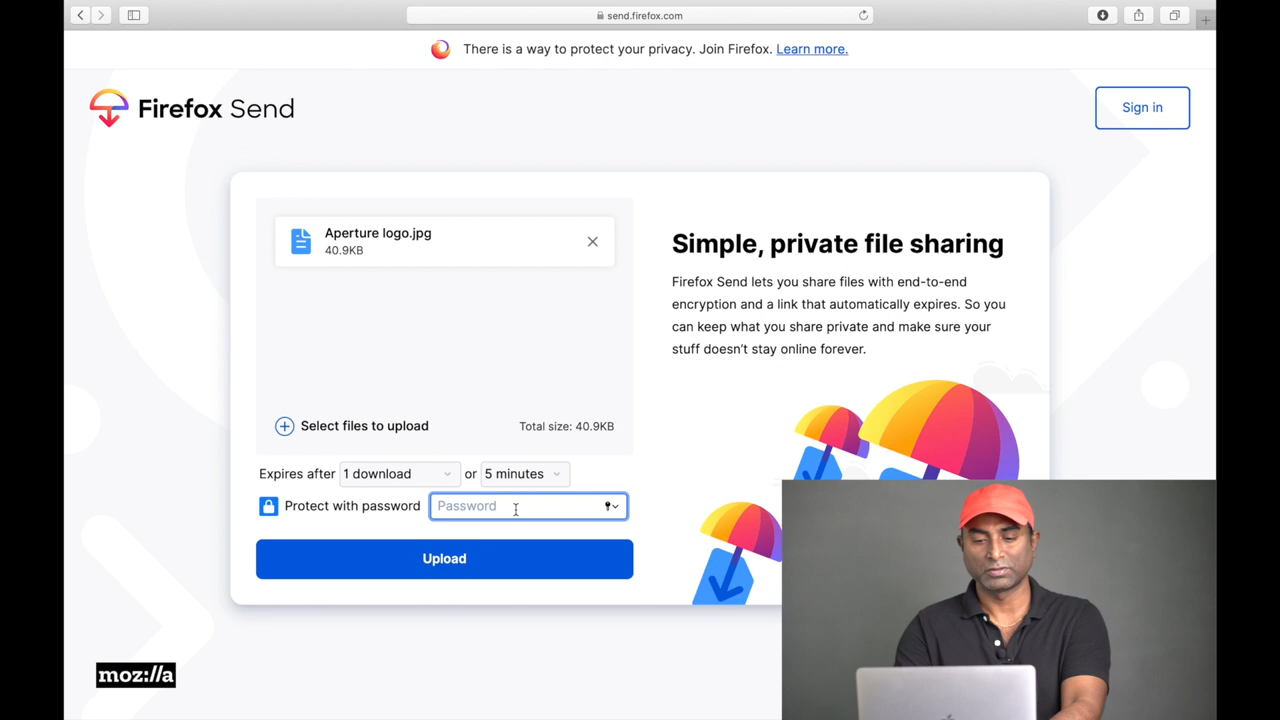 send.firefox.com
There is a way to protect your privacy. Join Firefox. Learn more.
Firefox Send
Sign in
Aperture logo.jpg
40.9KB
Select files to upload
Total size: 40.9KB
Expires after 1 download or 5 minutes
Protect with password Password
Upload
Simple, private file sharing
Firefox Send lets you share files with end-to-end
encryption and a link that automatically expires. So you
can keep what you share private and make sure your
stuff doesn’t stay online forever.
moz://a